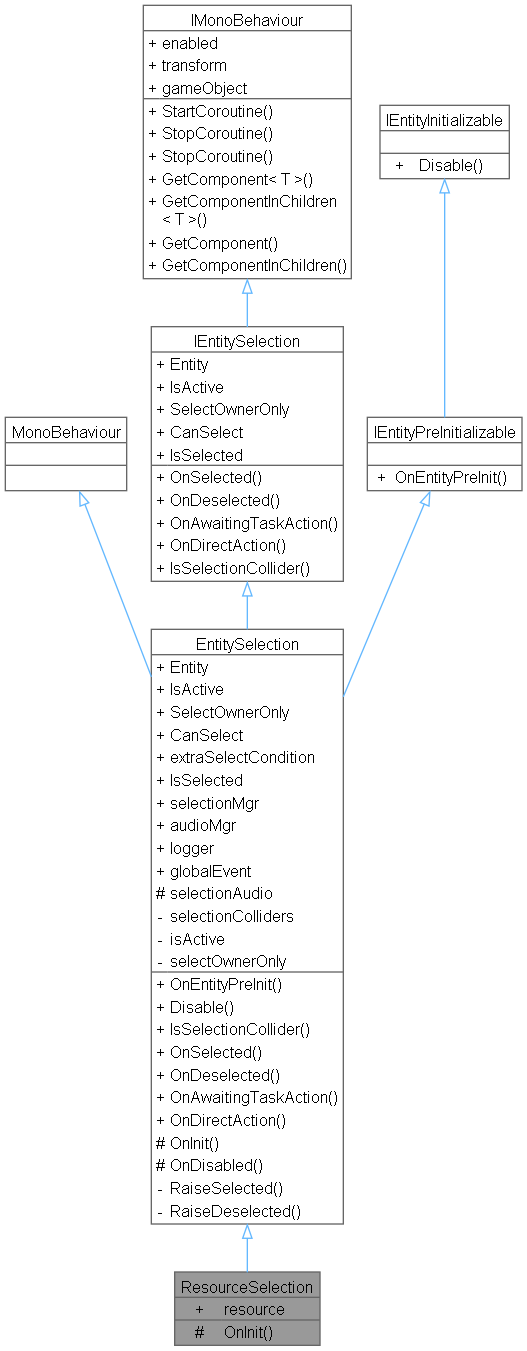 IMonoBehaviour
+ enabled
+ transform
+ gameObject
+ StartCoroutine()
+ StopCoroutine()
+ StopCoroutine()
+ GetComponent< T >()
+ GetComponentInChildren
< T >()
+ GetComponent()
+ GetComponentInChildren()
IEntityInitializable
+ Disable()
IEntitySelection
+ Entity
+ IsActive
+ SelectOwnerOnly
+ CanSelect
+ IsSelected
+ OnSelected()
+ OnDeselected()
+ OnAwaitingTaskAction()
+ OnDirectAction()
+ IsSelectionCollider()
MonoBehaviour
IEntityPreInitializable
+ OnEntityPreInit()
EntitySelection
+ Entity
+ IsActive
+ SelectOwnerOnly
+ CanSelect
+ extraSelectCondition
+ IsSelected
+ selectionMgr
+ audioMgr
+ logger
+ globalEvent
# selectionAudio
- selectionColliders
- isActive
- selectOwnerOnly
+ OnEntityPreInit()
+ Disable()
+ IsSelectionCollider()
+ OnSelected()
+ OnDeselected()
+ OnAwaitingTaskAction()
+ OnDirectAction()
# OnInit()
# OnDisabled()
- RaiseSelected()
- RaiseDeselected()
ResourceSelection
+ resource
# OnInit()